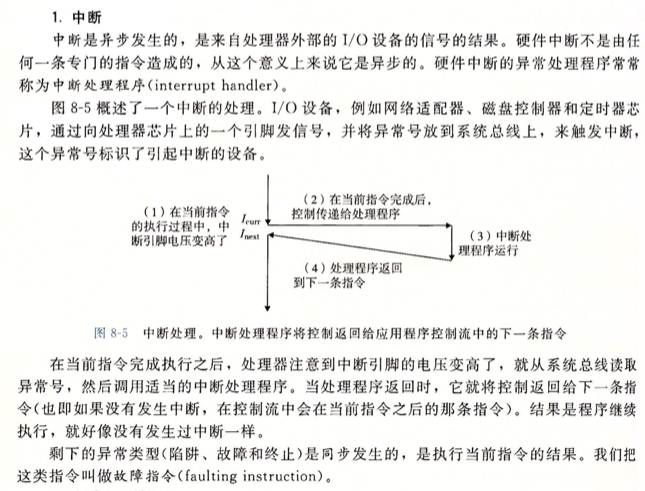 1. 中断
中断是异步发生的，是来自处理器外部的 I/O 设备的信号的结果。硬件中断不是由任
何一条专门的指令造成的，从这个意义上来说它是异步的。硬件中断的异常处理程序常常
称为中断处理程序(interrupt handler)。
图 8-5 概述了一个中断的处理。I/O 设备，例如网络适配器、磁盘控制器和定时器芯
片，通过向处理器芯片上的一个引脚发信号，并将异常号放到系统总线上，来触发中断，
这个异常号标识了引起中断的设备。
（1）在当前指令
的执行过程中，中
断引脚电压变高了
Icurr
Inext
（2）在当前指令完成后，
控制传递给处理程序
（3）中断处
理程序运行
（4）处理程序返回
到下一条指令
图 8-5 中断处理。中断处理程序将控制返回给应用程序控制流中的下一条指令
在当前指令完成执行之后，处理器注意到中断引脚的电压变高了，就从系统总线读取
异常号，然后调用适当的中断处理程序。当处理程序返回时，它就将控制返回给下一条指
令(也即如果没有发生中断，在控制流中会在当前指令之后的那条指令)。结果是程序继续
执行，就好像没有发生过中断一样。
剩下的异常类型(陷阱、故障和终止)是同步发生的，是执行当前指令的结果。我们把
这类指令叫做故障指令(faulting instruction)。